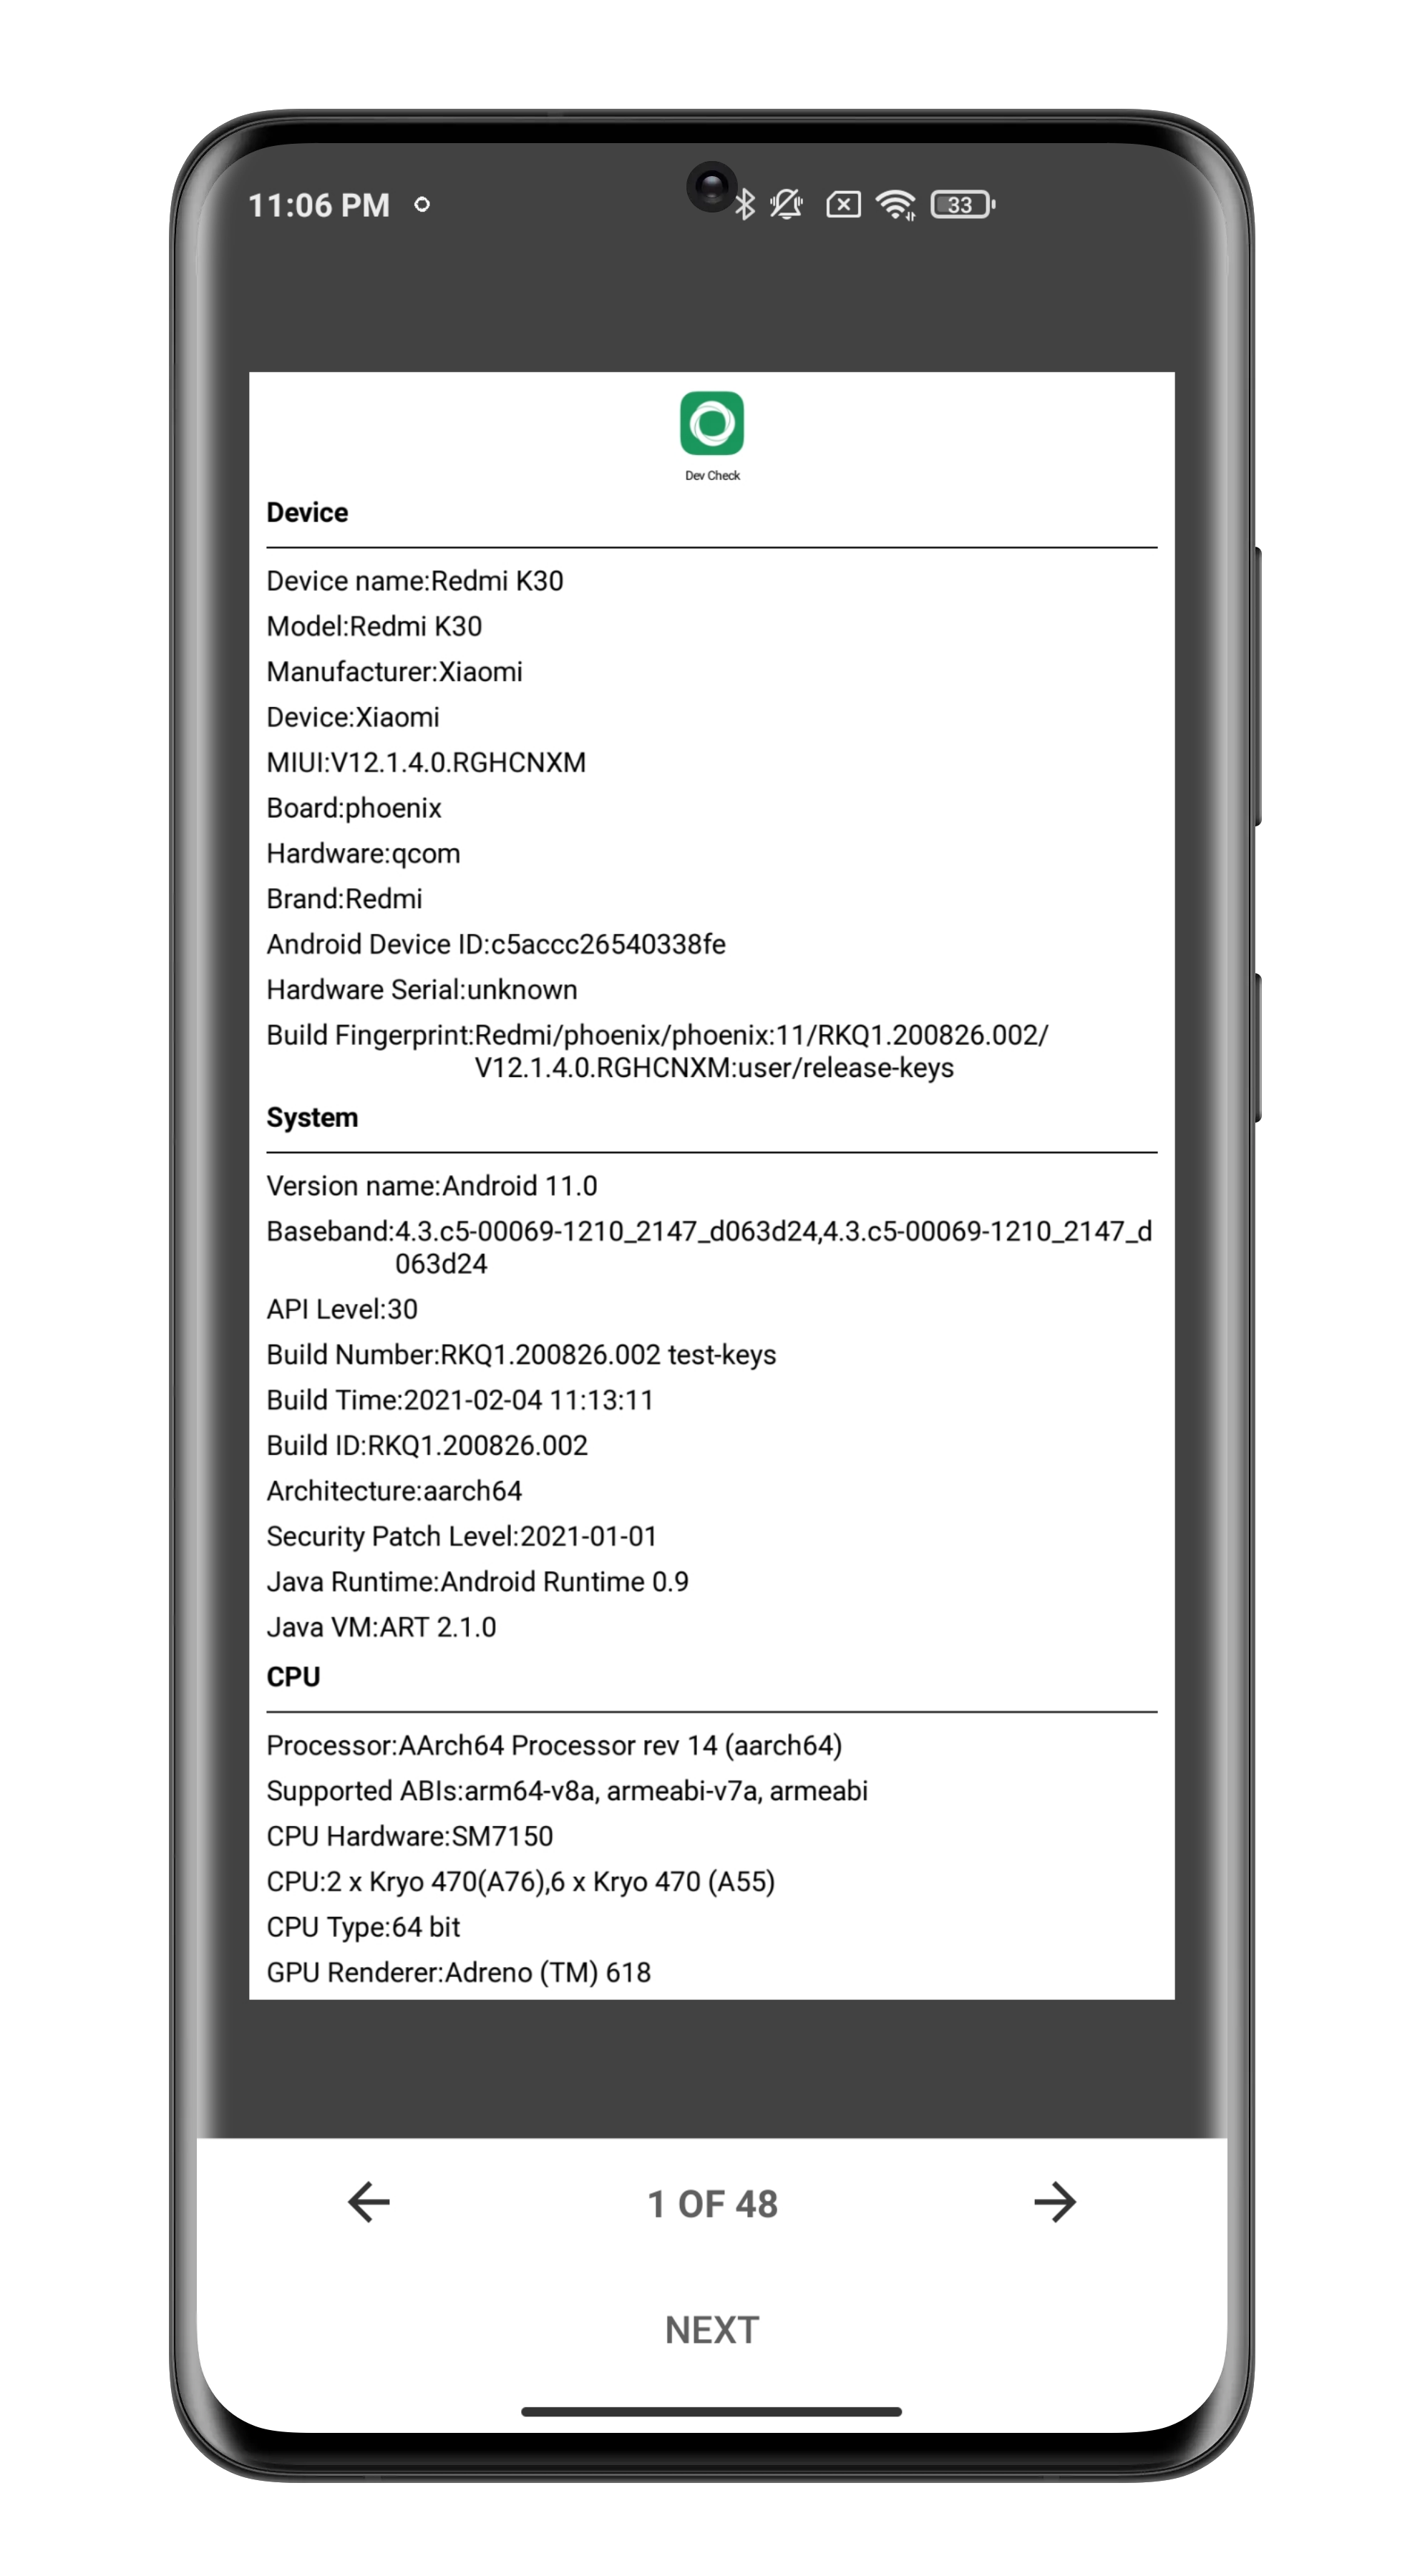 11:06 PM
33
Dev Check
Device
Device name:Redmi K30
Model:Redmi K30
Manufacturer:Xiaomi
Device:Xiaomi
MIUI:V12.1.4.0.RGHCNXM
Board:phoenix
Hardware:qcom
Brand:Redmi
Android Device ID:c5accc26540338fe
Hardware Serial:unknown
Build Fingerprint:Redmi/phoenix/phoenix:11/RKQ1.200826.002/
V12.1.4.0.RGHCNXM:user/release-keys
System
Version name:Android 11.0
Baseband:4.3.c5-00069-1210_2147_d063d24,4.3.c5-00069-1210_2147_d
063d24
API Level:30
Build Number:RKQ1.200826.002 test-keys
Build Time:2021-02-04 11:13:11
Build ID:RKQ1.200826.002
Architecture:aarch64
Security Patch Level:2021-01-01
Java Runtime:Android Runtime 0.9
Java VM:ART 2.1.0
CPU
Processor:AArch64 Processor rev 14 (aarch64)
Supported ABIs:arm64-v8a, armeabi-v7a, armeabi
CPU Hardware:SM7150
CPU:2 x Kryo 470(A76),6 x Kryo 470 (A55)
CPU Type:64 bit
GPU Renderer:Adreno (TM) 618
1 OF 48
NEXT